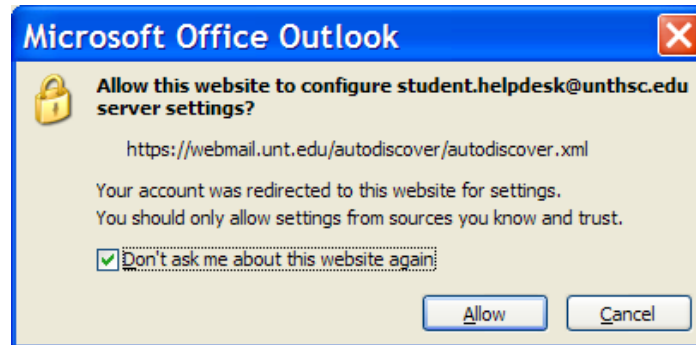 Microsoft Office Outlook
Allow this website to configure student.helpdesk@unthsc.edu
server settings?
https://webmail.unt.edu/autodiscover/autodiscover.xml
Your account was redirected to this website for settings.
You should only allow settings from sources you know and trust.
Don't ask me about this website again
Allow Cancel